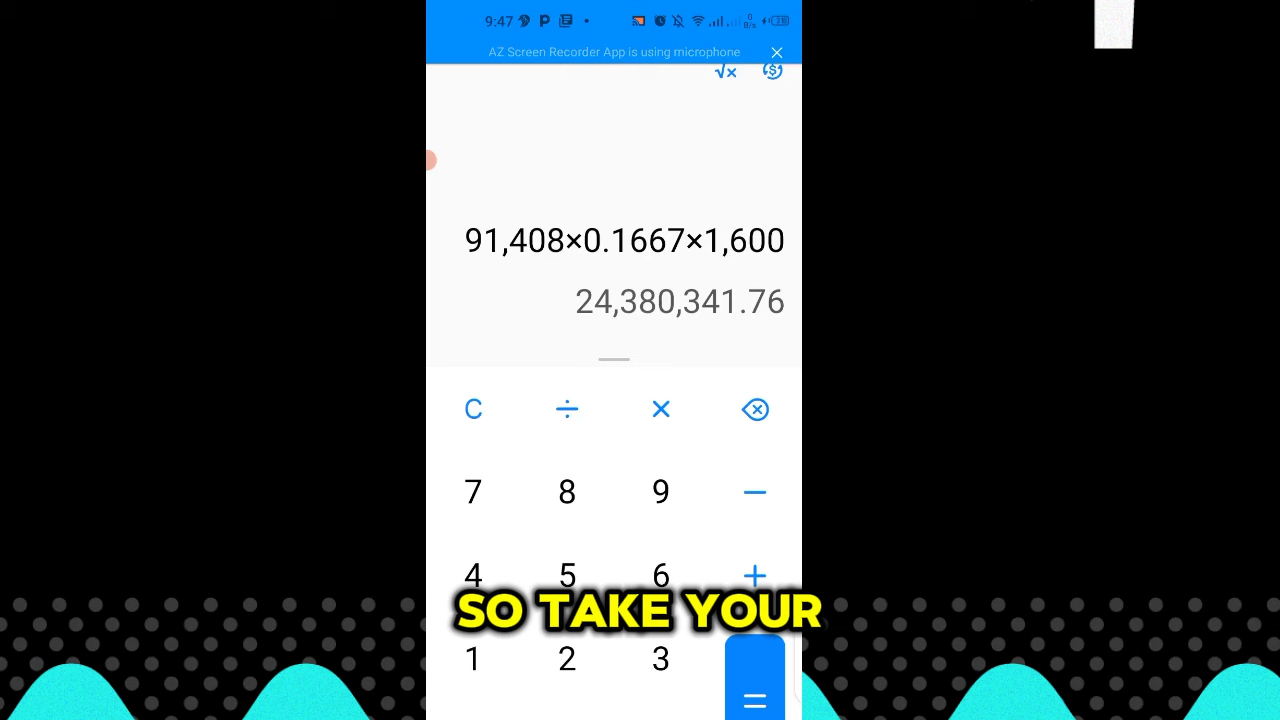 9:47
0 B/s
AZ Screen Recorder App is using microphone
√x
91,408×0.1667×1,600
24,380,341.76
C ÷ ×
7 8 9 −
4 5 6 +
SO TAKE YOUR
1 2 3 =